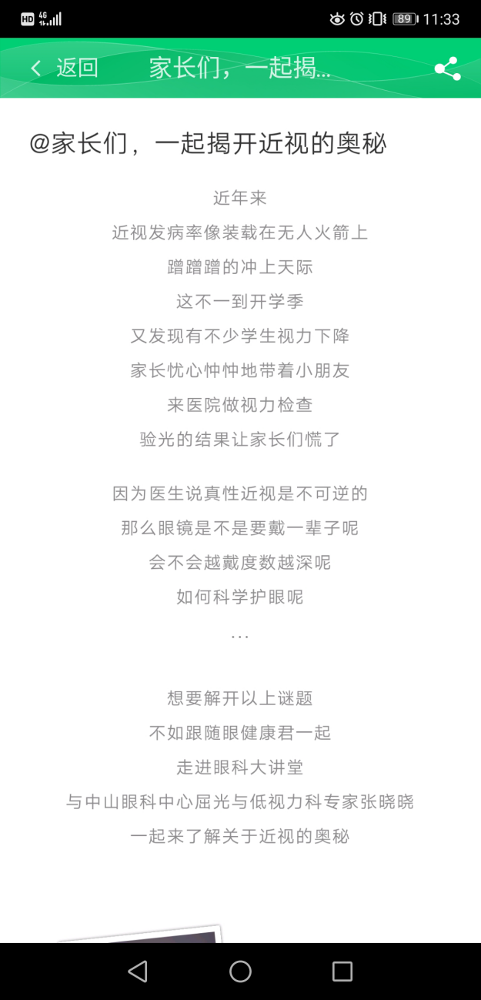 HD 4G 89 11:33
返回 家长们，一起揭...
@家长们，一起揭开近视的奥秘
近年来
近视发病率像装载在无人火箭上
蹭蹭蹭的冲上天际
这不一到开学季
又发现有不少学生视力下降
家长忧心忡忡地带着小朋友
来医院做视力检查
验光的结果让家长们慌了
因为医生说真性近视是不可逆的
那么眼镜是不是要戴一辈子呢
会不会越戴度数越深呢
如何科学护眼呢
...
想要解开以上谜题
不如跟随眼健康君一起
走进眼科大讲堂
与中山眼科中心屈光与低视力科专家张晓晓
一起来了解关于近视的奥秘